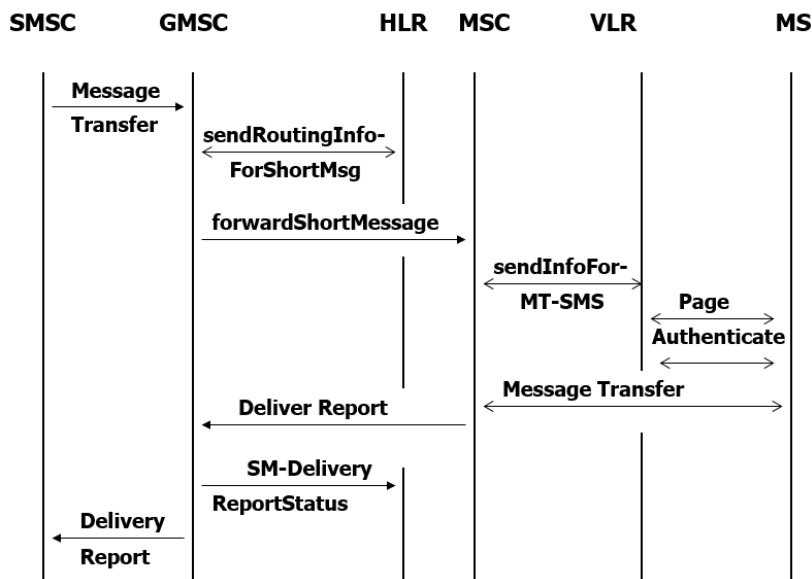 SMSC GMSC HLR MSC VLR MS
Message
Transfer
sendRoutingInfo-
ForShortMsg
forwardShortMessage
sendInfoFor-
MT-SMS
Page
Authenticate
Message Transfer
Deliver Report
SM-Delivery
ReportStatus
Delivery
Report